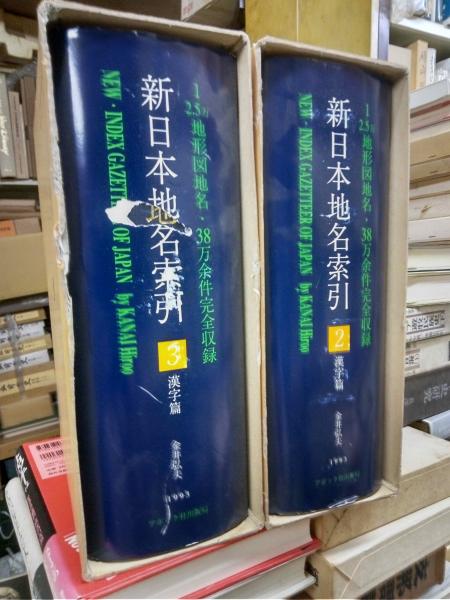 1
2.5万
地形図地名・38万余件完全収録
新日本地名索引
NEW・INDEX GAZETTEER OF JAPAN by KANAI Hiroo
3
漢字篇
金井弘夫
1993
アボック社出版局
1
2.5万
地形図地名・38万余件完全収録
新日本地名索引
NEW・INDEX GAZETTEER OF JAPAN by KANAI Hiroo
2
漢字篇
金井弘夫
1993
アボック社出版局
史研究